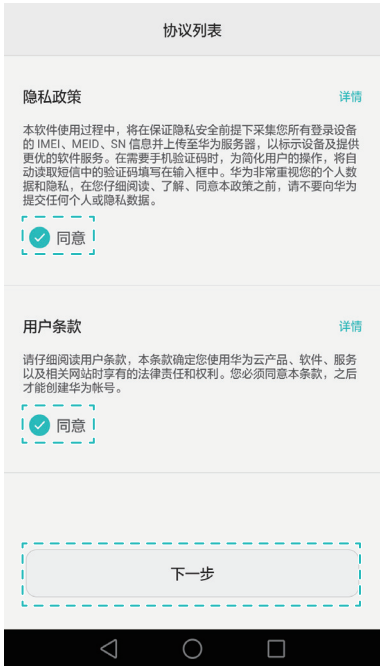 协议列表
隐私政策 详情
本软件使用过程中，将在保证隐私安全前提下采集您所有登录设备
的 IMEI、MEID、SN 信息并上传至华为服务器，以标示设备及提供
更优的软件服务。在需要手机验证码时，为简化用户的操作，将自
动读取短信中的验证码填写在输入框中。华为非常重视您的个人数
据和隐私，在您仔细阅读、了解、同意本政策之前，请不要向华为
提交任何个人或隐私数据。
同意
用户条款 详情
请仔细阅读用户条款，本条款确定您使用华为云产品、软件、服务
以及相关网站时享有的法律责任和权利。您必须同意本条款，之后
才能创建华为帐号。
同意
下一步